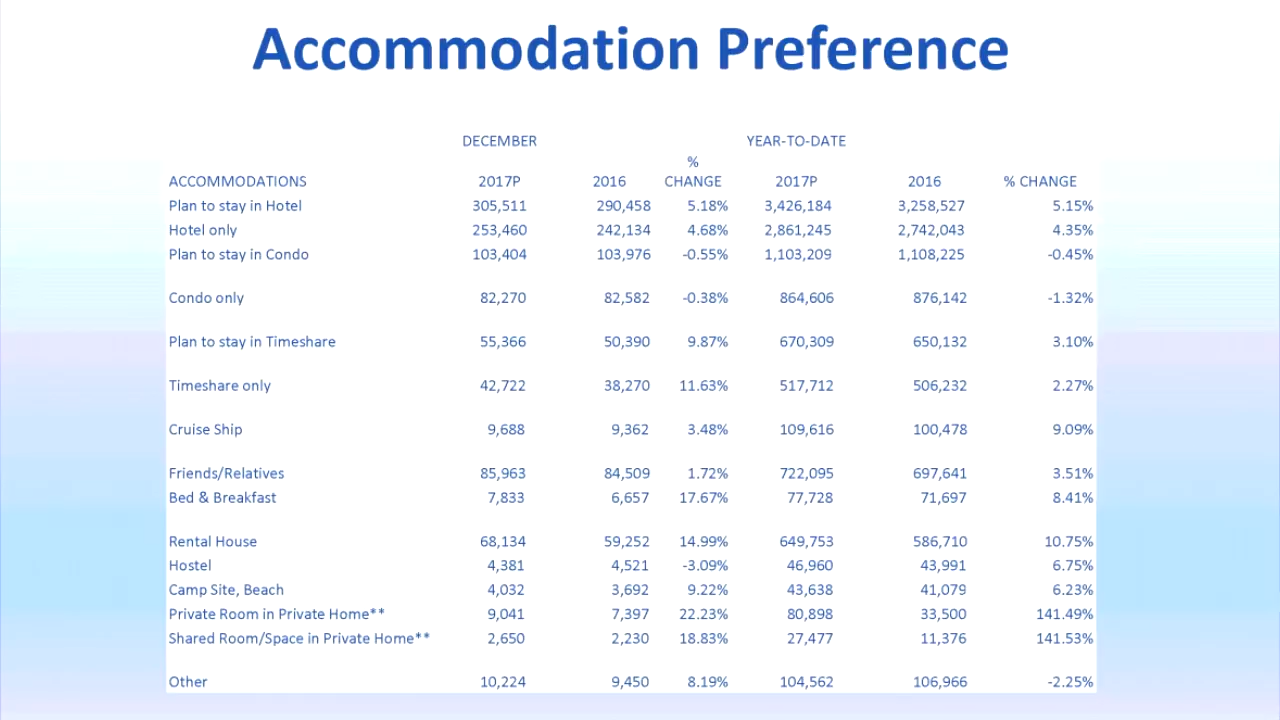 Accommodation Preference
DECEMBER YEAR-TO-DATE
%
ACCOMMODATIONS 2017P 2016 CHANGE 2017P 2016 % CHANGE
Plan to stay in Hotel 305,511 290,458 5.18% 3,426,184 3,258,527 5.15%
Hotel only 253,460 242,134 4.68% 2,861,245 2,742,043 4.35%
Plan to stay in Condo 103,404 103,976 -0.55% 1,103,209 1,108,225 -0.45%
Condo only 82,270 82,582 -0.38% 864,606 876,142 -1.32%
Plan to stay in Timeshare 55,366 50,390 9.87% 670,309 650,132 3.10%
Timeshare only 42,722 38,270 11.63% 517,712 506,232 2.27%
Cruise Ship 9,688 9,362 3.48% 109,616 100,478 9.09%
Friends/Relatives 85,963 84,509 1.72% 722,095 697,641 3.51%
Bed & Breakfast 7,833 6,657 17.67% 77,728 71,697 8.41%
Rental House 68,134 59,252 14.99% 649,753 586,710 10.75%
Hostel 4,381 4,521 -3.09% 46,960 43,991 6.75%
Camp Site, Beach 4,032 3,692 9.22% 43,638 41,079 6.23%
Private Room in Private Home** 9,041 7,397 22.23% 80,898 33,500 141.49%
Shared Room/Space in Private Home** 2,650 2,230 18.83% 27,477 11,376 141.53%
Other 10,224 9,450 8.19% 104,562 106,966 -2.25%